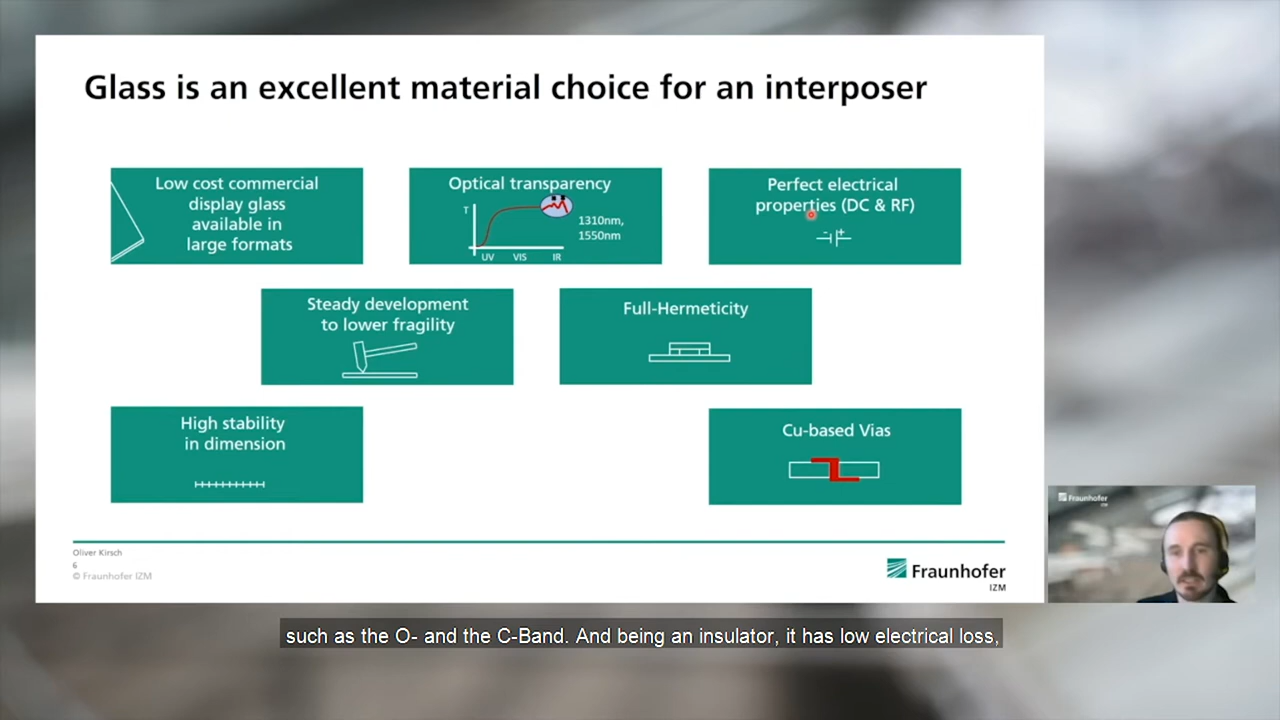 Glass is an excellent material choice for an interposer
Low cost commercial
display glass
available in
large formats
Optical transparency
T
1310nm,
1550nm
UV VIS IR
Perfect electrical
properties (DC & RF)
- +
Steady development
to lower fragility
Full-Hermeticity
High stability
in dimension
Cu-based Vias
Oliver Kirsch
6
© Fraunhofer IZM
Fraunhofer
IZM
Fraunhofer
IZM
such as the O- and the C-Band. And being an insulator, it has low electrical loss,